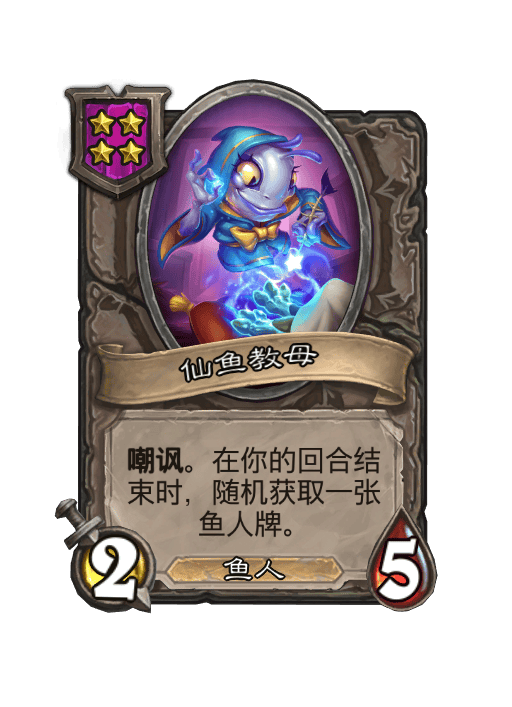 仙鱼教母
嘲讽。在你的回合结
束时，随机获取一张
鱼人牌。
2
鱼人
5